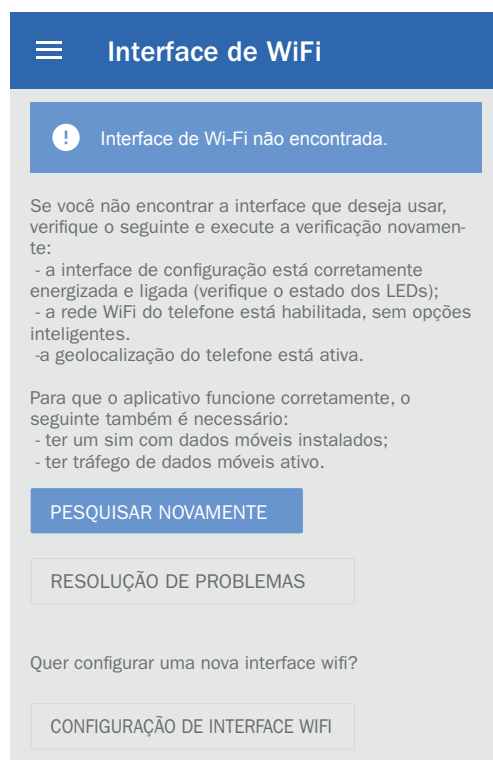 Interface de WiFi
Interface de Wi-Fi não encontrada.
Se você não encontrar a interface que deseja usar,
verifique o seguinte e execute a verificação novamen-
te:
- a interface de configuração está corretamente
energizada e ligada (verifique o estado dos LEDs);
- a rede WiFi do telefone está habilitada, sem opções
inteligentes.
-a geolocalização do telefone está ativa.
Para que o aplicativo funcione corretamente, o
seguinte também é necessário:
- ter um sim com dados móveis instalados;
- ter tráfego de dados móveis ativo.
PESQUISAR NOVAMENTE
RESOLUÇÃO DE PROBLEMAS
Quer configurar uma nova interface wifi?
CONFIGURAÇÃO DE INTERFACE WIFI